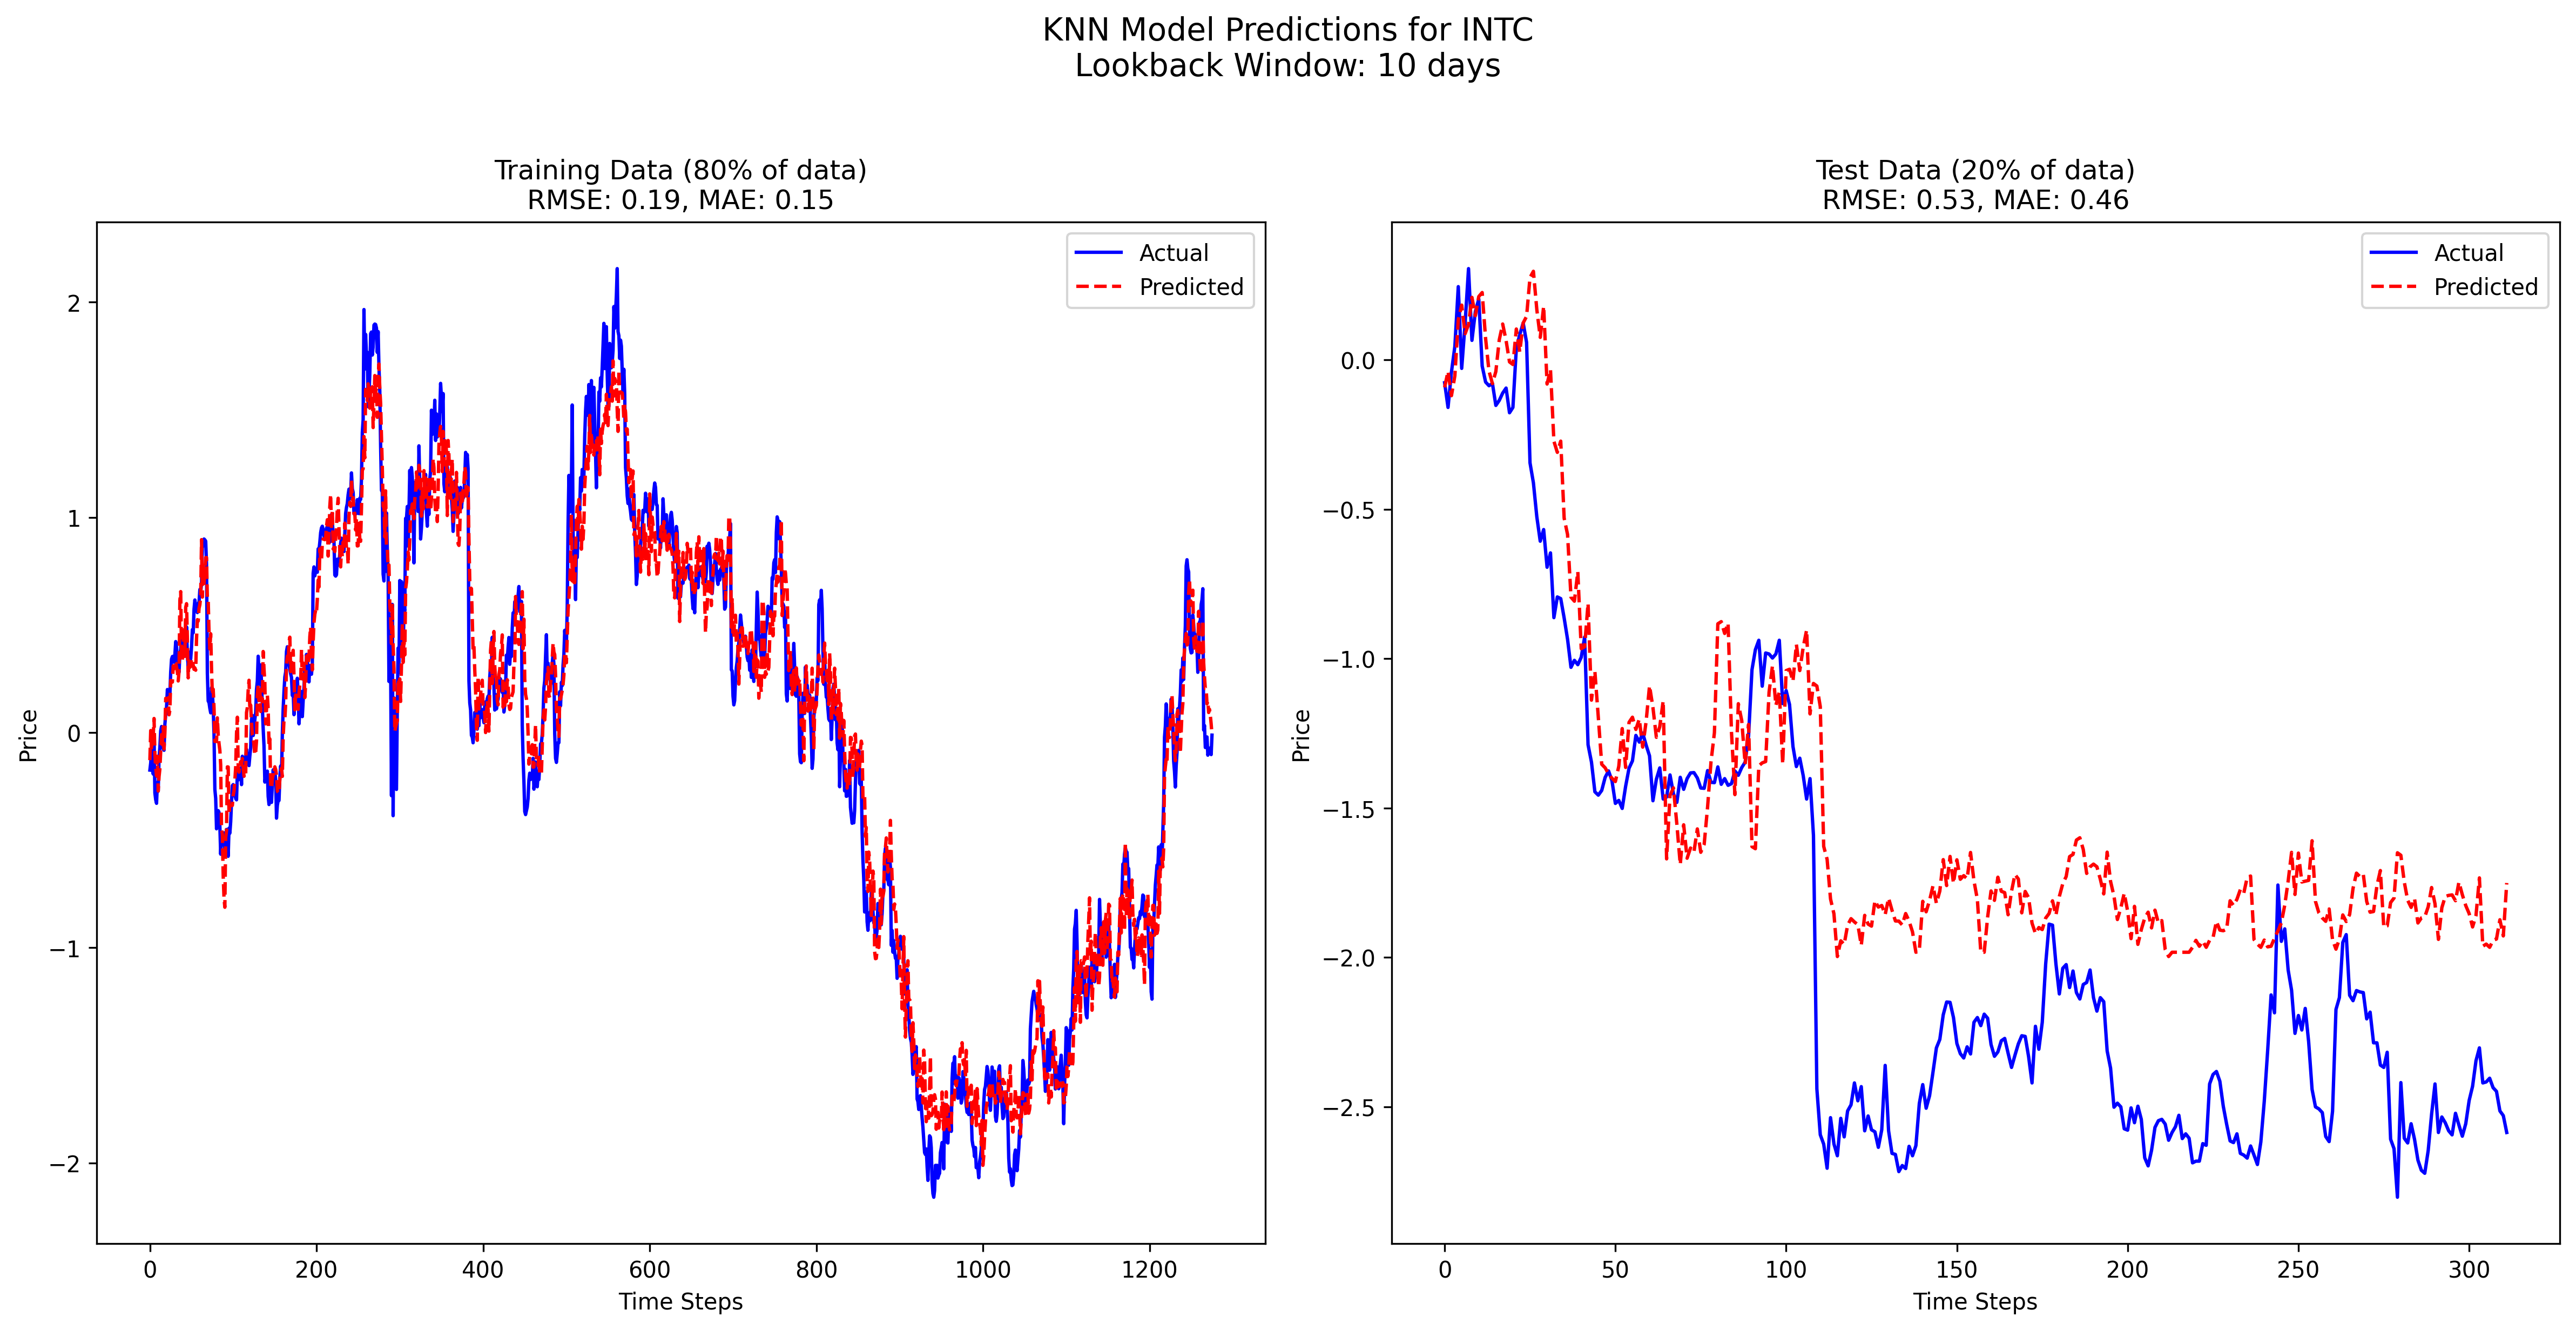 KNN Model Predictions for INTC
Lookback Window: 10 days
Training Data (80% of data)
RMSE: 0.19, MAE: 0.15
Actual
Predicted
2
1
0
−1
−2
Price
0
200
400
600
800
1000
1200
Time Steps
Test Data (20% of data)
RMSE: 0.53, MAE: 0.46
Actual
Predicted
0.0
−0.5
−1.0
−1.5
−2.0
−2.5
Price
0
50
100
150
200
250
300
Time Steps